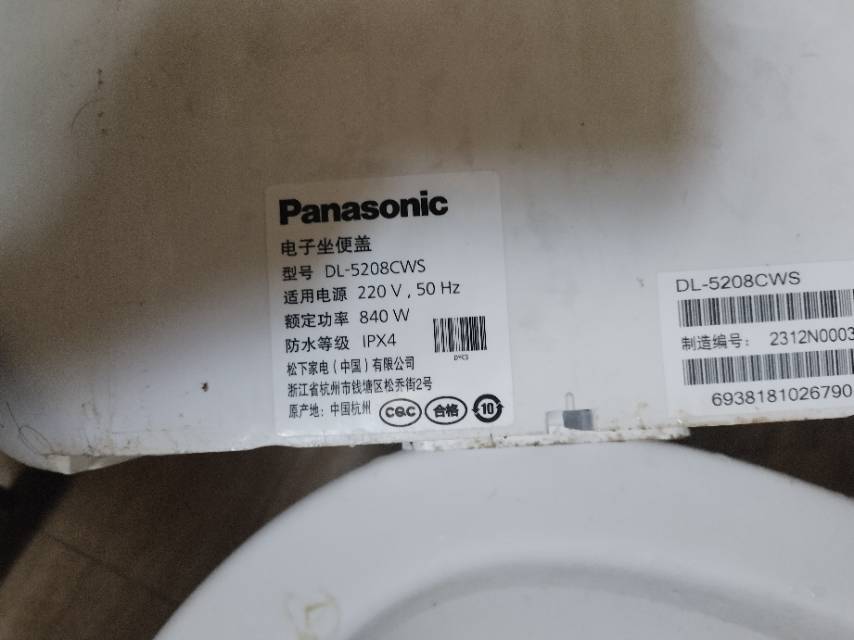 Panasonic
电子坐便盖
型号 DL-5208CWS
适用电源 220 V , 50 Hz
额定功率 840 W
防水等级 IPX4
松下家电(中国)有限公司
浙江省杭州市钱塘区松乔街2号
原产地: 中国杭州
CQC 合格 10
DL-5208CWS
制造编号: 2312N0003
6938181026790